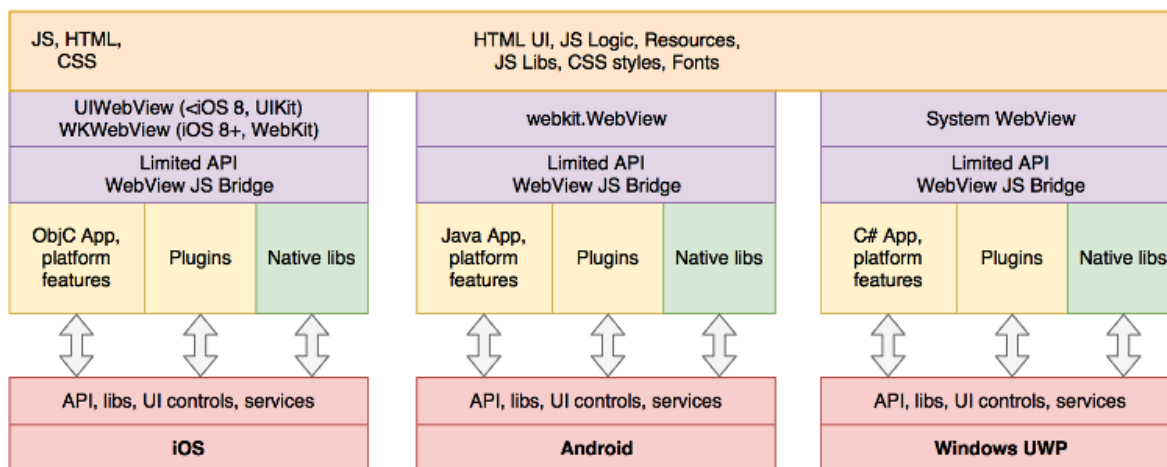 JS, HTML,
CSS
HTML UI, JS Logic, Resources,
JS Libs, CSS styles, Fonts
UIWebView (<iOS 8, UIKit)
WKWebView (iOS 8+, WebKit)
Limited API
WebView JS Bridge
ObjC App,
platform
features
Plugins
Native libs
API, libs, UI controls, services
iOS
webkit.WebView
Limited API
WebView JS Bridge
Java App,
platform
features
Plugins
Native libs
API, libs, UI controls, services
Android
System WebView
Limited API
WebView JS Bridge
C# App,
platform
features
Plugins
Native libs
API, libs, UI controls, services
Windows UWP